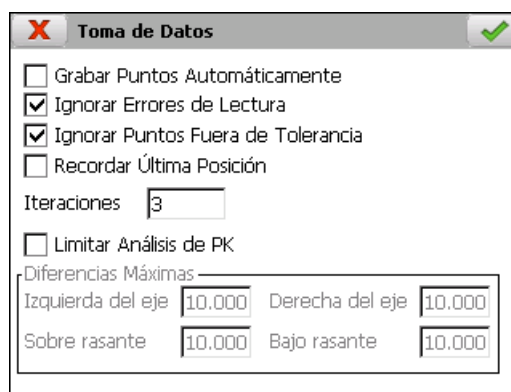 Toma de Datos
Grabar Puntos Automáticamente
Ignorar Errores de Lectura
Ignorar Puntos Fuera de Tolerancia
Recordar Última Posición
Iteraciones 3
Limitar Análisis de PK
Diferencias Máximas
Izquierda del eje 10.000 Derecha del eje 10.000
Sobre rasante 10.000 Bajo rasante 10.000